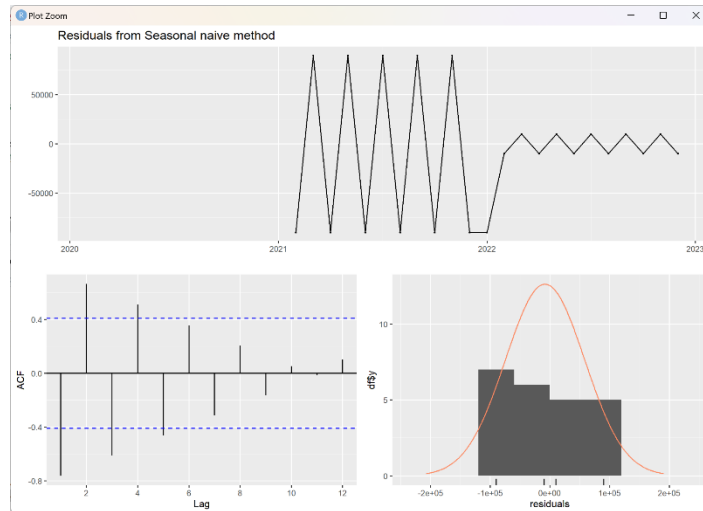 Plot Zoom
Residuals from Seasonal naive method
50000
0
-50000
2020 2021 2022 2023
0.4
0.0
-0.4
-0.8
ACF
2 4 6 8 10 12
Lag
10
5
0
df$y
-2e+05 -1e+05 0e+00 1e+05 2e+05
residuals